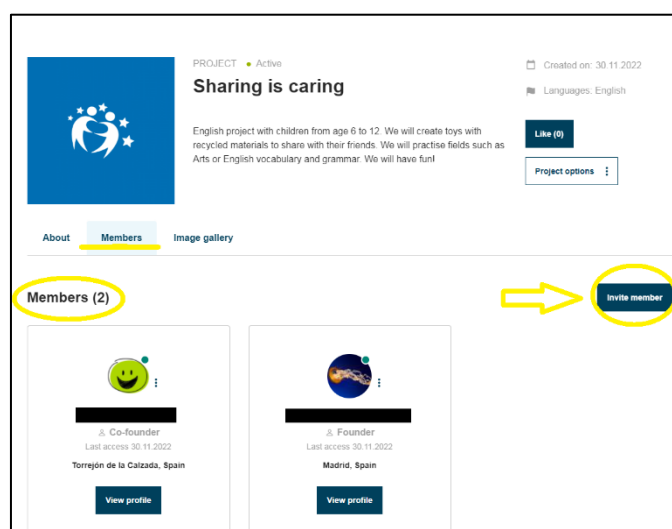 PROJECT • Active
Sharing is caring
English project with children from age 6 to 12. We will create toys with
recycled materials to share with their friends. We will practise fields such as
Arts or English vocabulary and grammar. We will have fun!
Created on: 30.11.2022
Languages: English
Like (0)
Project options
About Members Image gallery
Members (2)
Invite member
Co-founder
Last access 30.11.2022
Torrejón de la Calzada, Spain
View profile
Founder
Last access 30.11.2022
Madrid, Spain
View profile